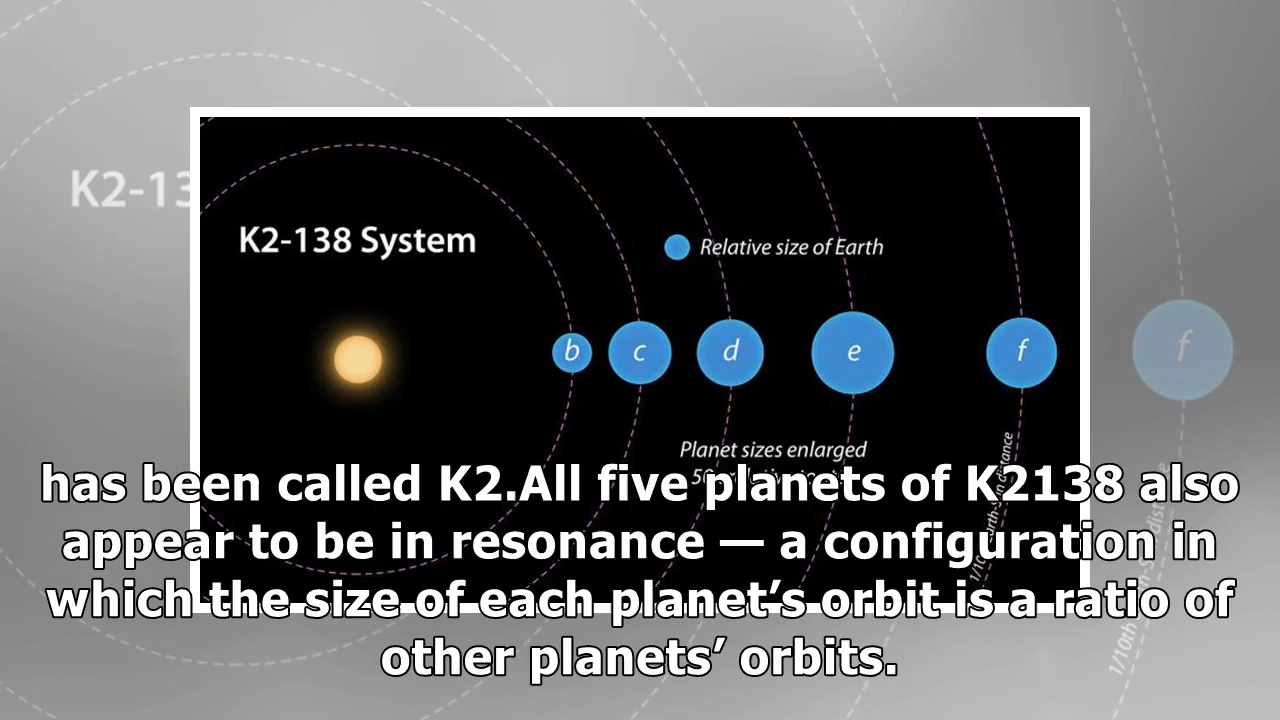 K2-13
K2-138 System
Relative size of Earth
b
c
d
e
f
f
Planet sizes enlarged
has been called K2.All five planets of K2138 also
appear to be in resonance — a configuration in
which the size of each planet’s orbit is a ratio of
other planets’ orbits.